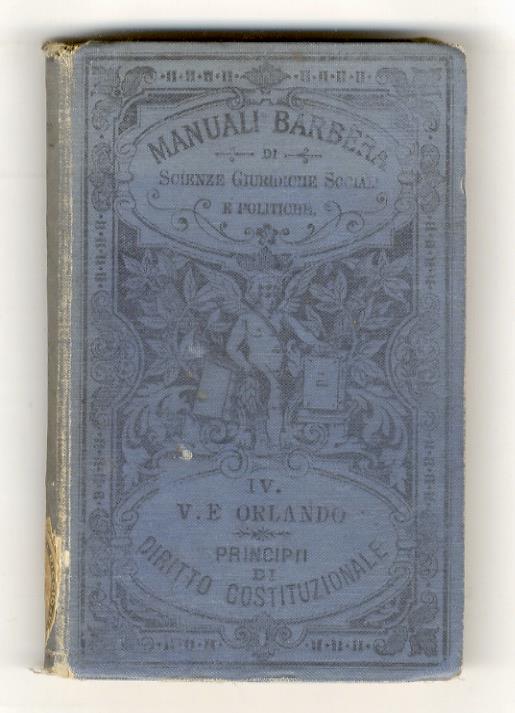 MANUALI BARBERA
DI
SCIENZE GIURIDICHE SOCIALI
E POLITICHE.
IV.
V. E ORLANDO
PRINCIPII
DI
DIRITTO COSTITUZIONALE